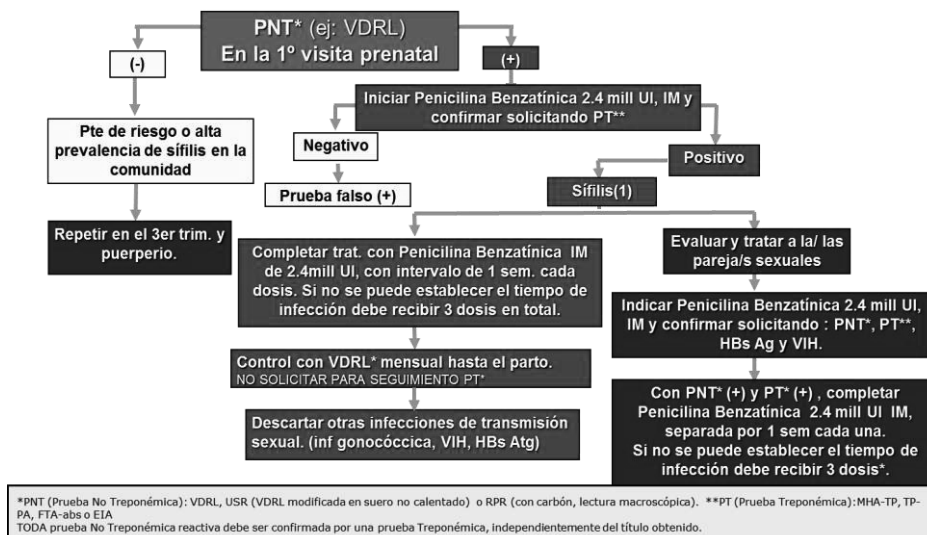 PNT* (ej: VDRL)
En la 1º visita prenatal
(-)
(+)
Iniciar Penicilina Benzatínica 2.4 mill UI, IM y
confirmar solicitando PT**
Pte de riesgo o alta
prevalencia de sífilis en la
comunidad
Negativo
Positivo
Prueba falso (+)
Sífilis(1)
Repetir en el 3er trim. y
puerperio.
Completar trat. con Penicilina Benzatínica IM
de 2.4mill UI, con intervalo de 1 sem. cada
dosis. Si no se puede establecer el tiempo de
infección debe recibir 3 dosis en total.
Evaluar y tratar a la/ las
pareja/s sexuales
Indicar Penicilina Benzatínica 2.4 mill UI,
IM y confirmar solicitando : PNT*, PT**,
HBs Ag y VIH.
Control con VDRL* mensual hasta el parto.
NO SOLICITAR PARA SEGUIMIENTO PT*
Descartar otras infecciones de transmisión
sexual. (inf gonocóccica, VIH, HBs Atg)
Con PNT* (+) y PT* (+) , completar
Penicilina Benzatínica 2.4 mill UI IM,
separada por 1 sem cada una.
Si no se puede establecer el tiempo de
infección debe recibir 3 dosis*.
*PNT (Prueba No Treponémica): VDRL, USR (VDRL modificada en suero no calentado) o RPR (con carbón, lectura macroscópica). **PT (Prueba Treponémica): MHA-TP, TP-
PA, FTA-abs o EIA
TODA prueba No Treponémica reactiva debe ser confirmada por una prueba Treponémica, independientemente del título obtenido.